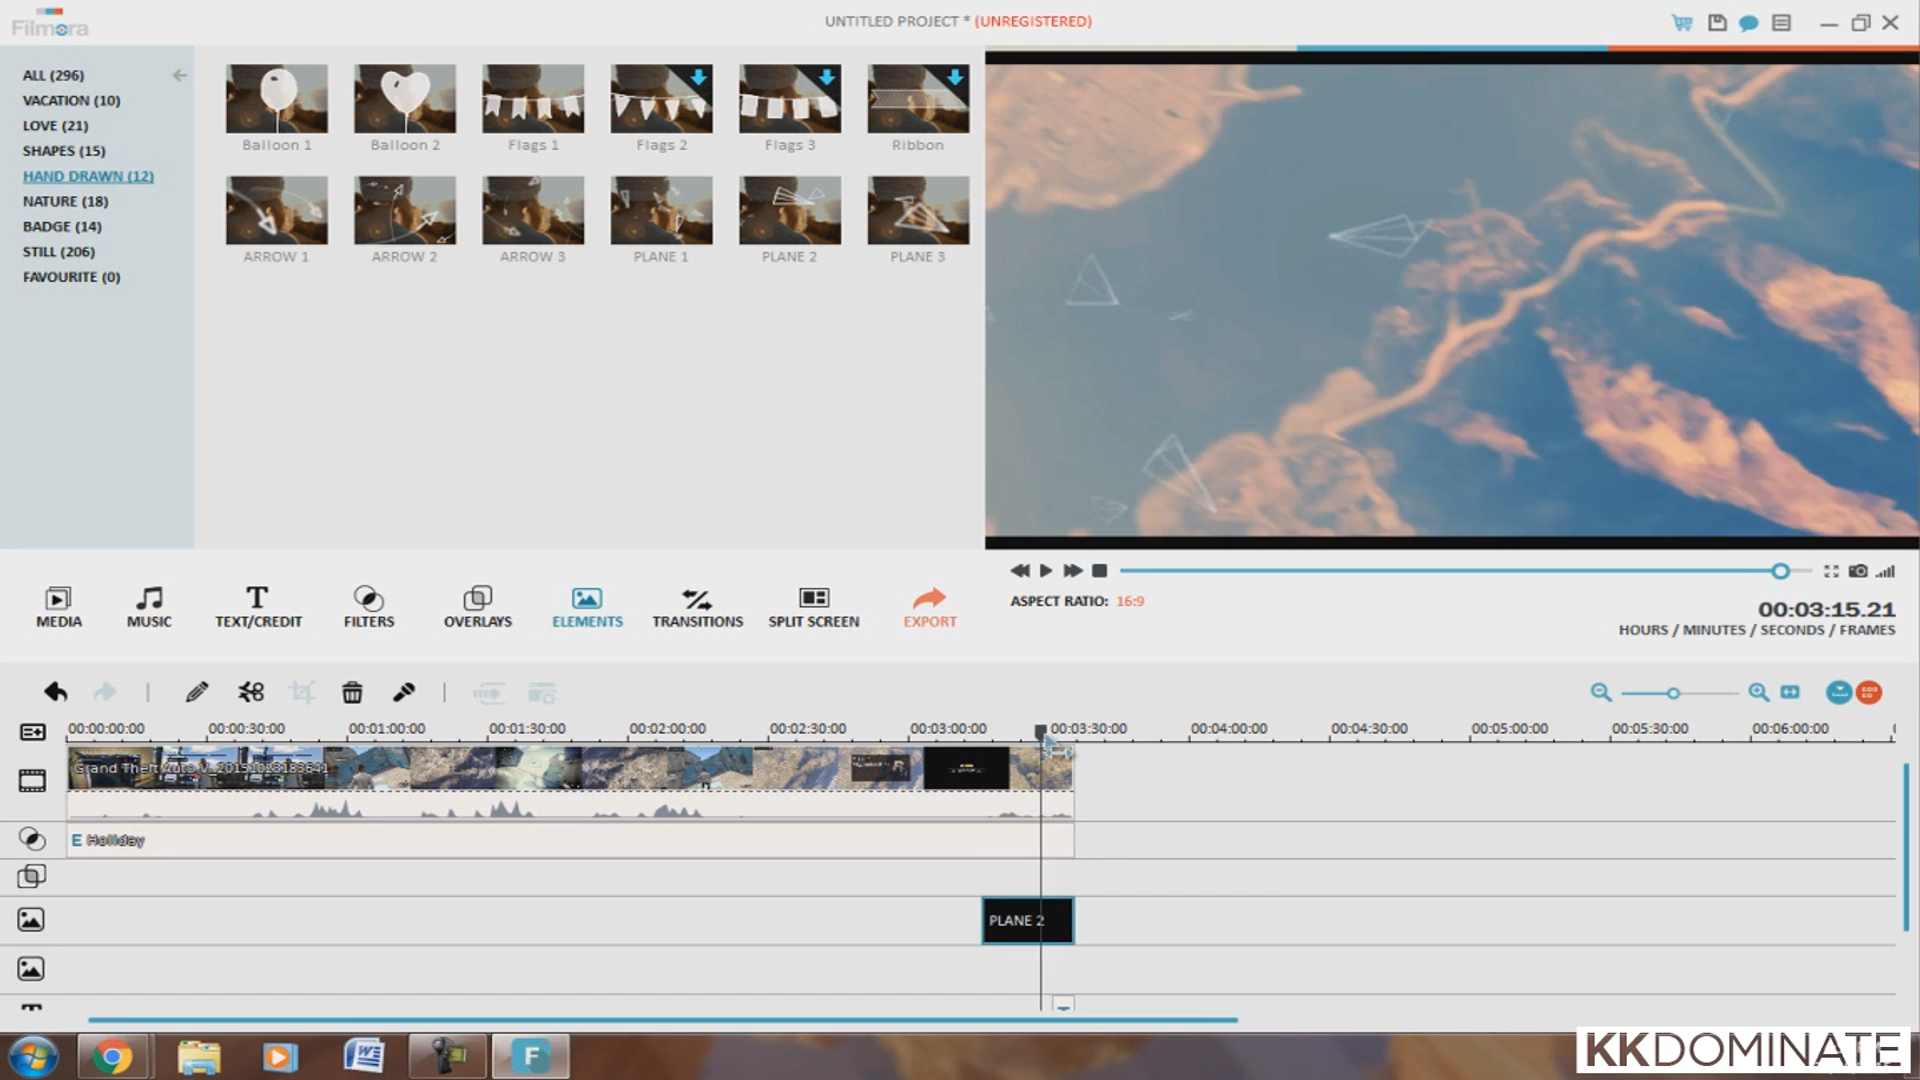 Filmora
UNTITLED PROJECT * (UNREGISTERED)
ALL (296)
VACATION (10)
LOVE (21)
SHAPES (15)
HAND DRAWN (12)
NATURE (18)
BADGE (14)
STILL (206)
FAVOURITE (0)
Balloon 1
Balloon 2
Flags 1
Flags 2
Flags 3
Ribbon
ARROW 1
ARROW 2
ARROW 3
PLANE 1
PLANE 2
PLANE 3
ASPECT RATIO: 16:9
00:03:15.21
HOURS / MINUTES / SECONDS / FRAMES
MEDIA
MUSIC
TEXT/CREDIT
FILTERS
OVERLAYS
ELEMENTS
TRANSITIONS
SPLIT SCREEN
EXPORT
00:00:00:00
00:00:30:00
00:01:00:00
00:01:30:00
00:02:00:00
00:02:30:00
00:03:00:00
00:03:30:00
00:04:00:00
00:04:30:00
00:05:00:00
00:05:30:00
00:06:00:00
E Holiday
PLANE 2
KKDOMINATE